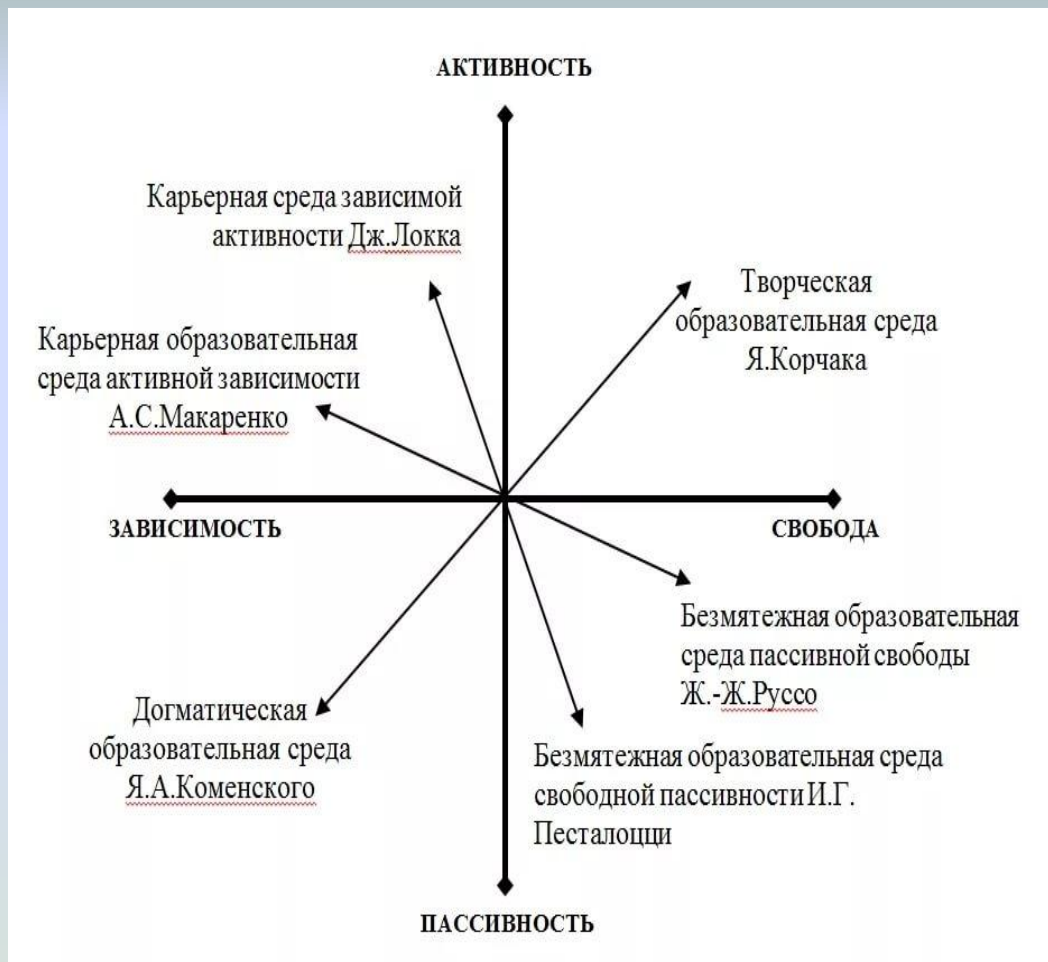 АКТИВНОСТЬ
Карьерная среда зависимой
активности Дж.Локка
Творческая
образовательная среда
Я.Корчака
Карьерная образовательная
среда активной зависимости
А.С.Макаренко
ЗАВИСИМОСТЬ
СВОБОДА
Безмятежная образовательная
среда пассивной свободы
Ж.-Ж.Руссо
Догматическая
образовательная среда
Я.А.Коменского
Безмятежная образовательная среда
свободной пассивности И.Г.
Песталоцци
ПАССИВНОСТЬ